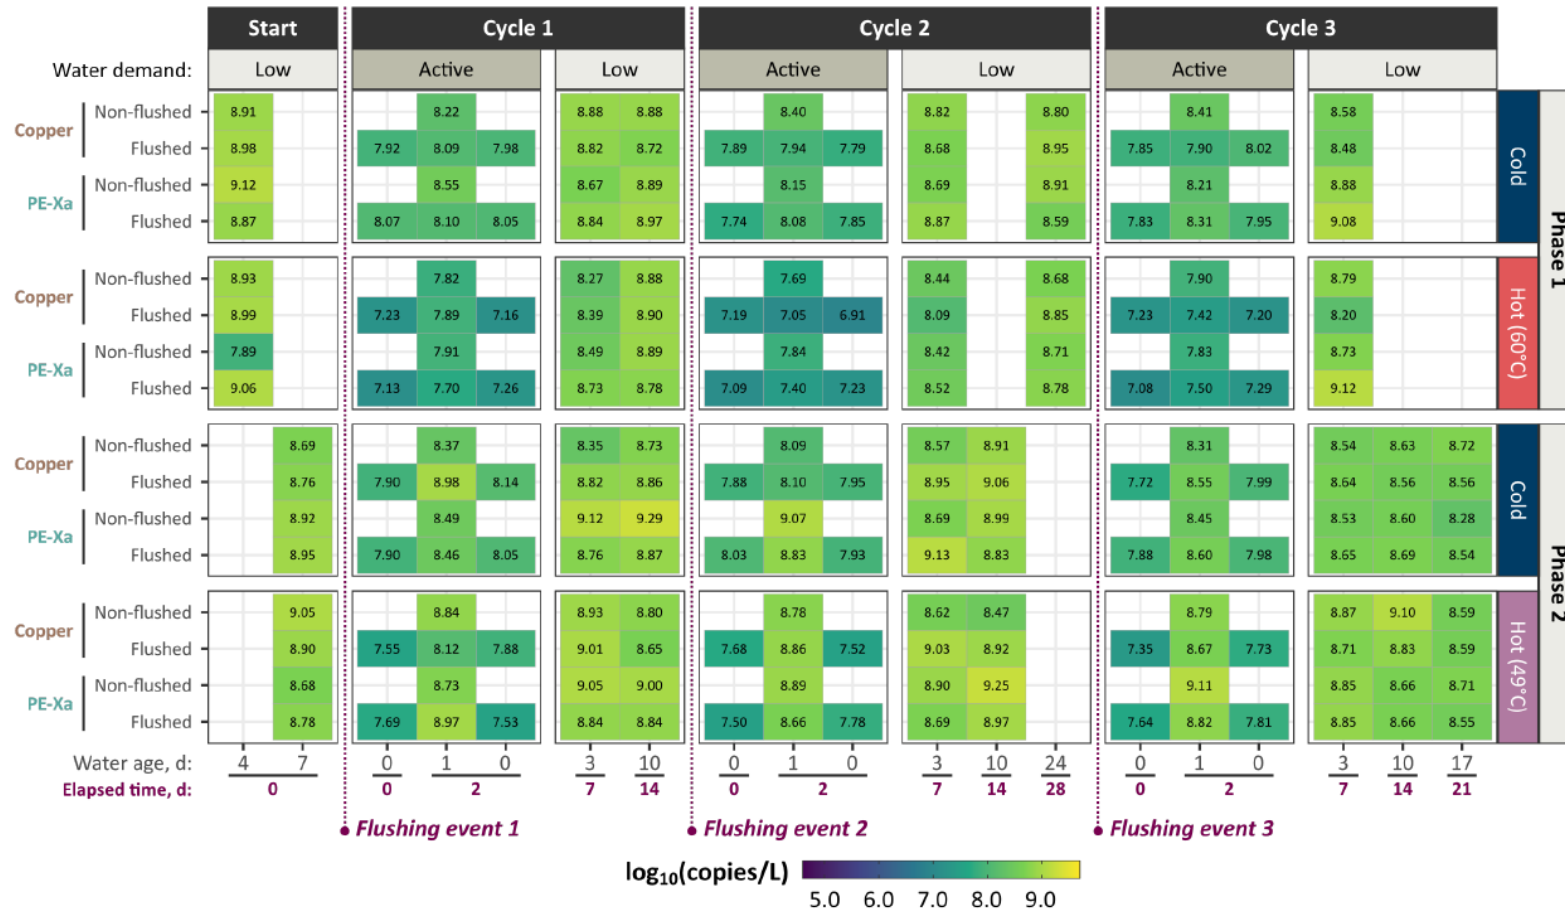 Start Cycle 1 Cycle 2 Cycle 3
Water demand: Low Active Low Active Low Active Low
Non-flushed 8.91 8.22 8.88 8.88 8.40 8.82 8.80 8.41 8.58
Copper
Flushed 8.98 7.92 8.09 7.98 8.82 8.72 7.89 7.94 7.79 8.68 8.95 7.85 7.90 8.02 8.48
Non-flushed 9.12 8.55 8.67 8.89 8.15 8.69 8.91 8.21 8.88
PE-Xa
Flushed 8.87 8.07 8.10 8.05 8.84 8.97 7.74 8.08 7.85 8.87 8.59 7.83 8.31 7.95 9.08
Cold
Non-flushed 8.93 7.82 8.27 8.88 7.69 8.44 8.68 7.90 8.79
Copper
Flushed 8.99 7.23 7.89 7.16 8.39 8.90 7.19 7.05 6.91 8.09 8.85 7.23 7.42 7.20 8.20
Non-flushed 7.89 7.91 8.49 8.89 7.84 8.42 8.71 7.83 8.73
PE-Xa
Flushed 9.06 7.13 7.70 7.26 8.73 8.78 7.09 7.40 7.23 8.52 8.78 7.08 7.50 7.29 9.12
Hot (60°C)
Phase 1
Non-flushed 8.69 8.37 8.35 8.73 8.09 8.57 8.91 8.31 8.54 8.63 8.72
Copper
Flushed 8.76 7.90 8.98 8.14 8.82 8.86 7.88 8.10 7.95 8.95 9.06 7.72 8.55 7.99 8.64 8.56 8.56
Non-flushed 8.92 8.49 9.12 9.29 9.07 8.69 8.99 8.45 8.53 8.60 8.28
PE-Xa
Flushed 8.95 7.90 8.46 8.05 8.76 8.87 8.03 8.83 7.93 9.13 8.83 7.88 8.60 7.98 8.65 8.69 8.54
Cold
Non-flushed 9.05 8.84 8.93 8.80 8.78 8.62 8.47 8.79 8.87 9.10 8.59
Copper
Flushed 8.90 7.55 8.12 7.88 9.01 8.65 7.68 8.86 7.52 9.03 8.92 7.35 8.67 7.73 8.71 8.83 8.59
Non-flushed 8.68 8.73 9.05 9.00 8.89 8.90 9.25 9.11 8.85 8.66 8.71
PE-Xa
Flushed 8.78 7.69 8.97 7.53 8.84 8.84 7.50 8.66 7.78 8.69 8.97 7.64 8.82 7.81 8.85 8.66 8.55
Hot (49°C)
Phase 2
Water age, d: 4 7 0 1 0 3 10 0 1 0 3 10 24 0 1 0 3 10 17
Elapsed time, d: 0 0 2 7 14 0 2 7 14 28 0 2 7 14 21
Flushing event 1 Flushing event 2 Flushing event 3
log₁₀(copies/L)
5.0 6.0 7.0 8.0 9.0